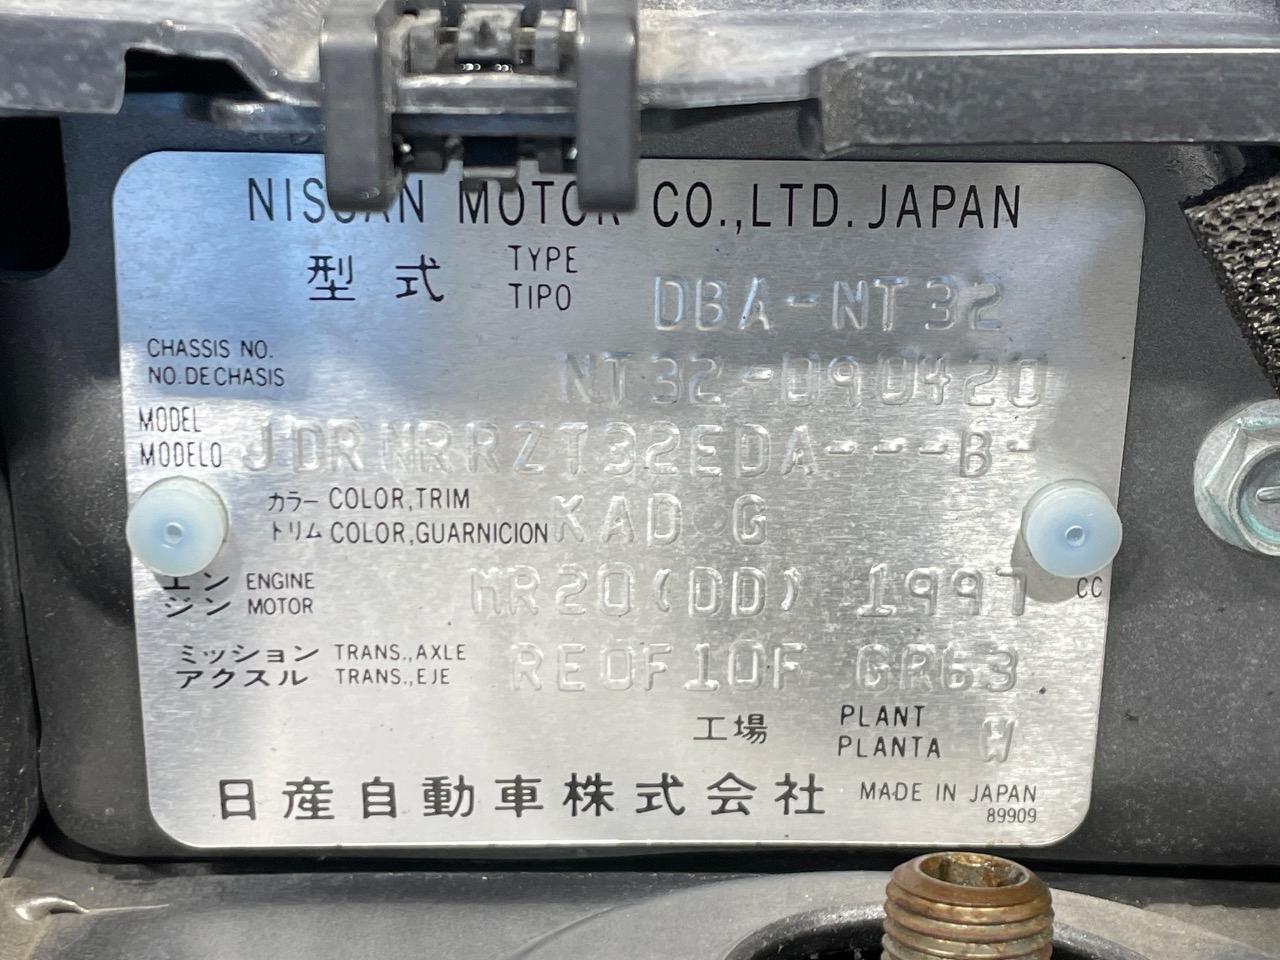 NISSAN MOTOR CO.,LTD. JAPAN
型式 TYPE TIPO DBA-NT32
CHASSIS NO.
NO.DECHASIS NT32-090420
MODEL
MODELO JDRNRRZT32EDA---B-
カラー COLOR,TRIM
トリム COLOR,GUARNICION KAD G
エン ENGINE
ジン MOTOR MR20(DD) 1997 CC
ミッション TRANS.,AXLE
アクスル TRANS.,EJE RE0F10F GR63
工場 PLANT PLANTA W
日産自動車株式会社 MADE IN JAPAN
89909